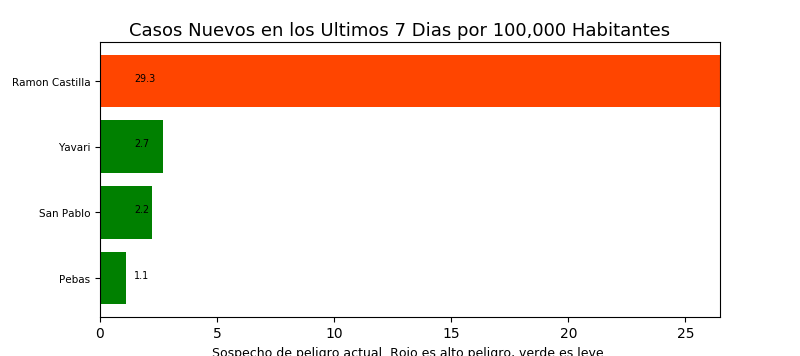 Casos Nuevos en los Ultimos 7 Dias por 100,000 Habitantes
Ramon Castilla 29.3
Yavari 2.7
San Pablo 2.2
Pebas 1.1
0 5 10 15 20 25
Sospecho de peligro actual. Rojo es alto peligro, verde es leve